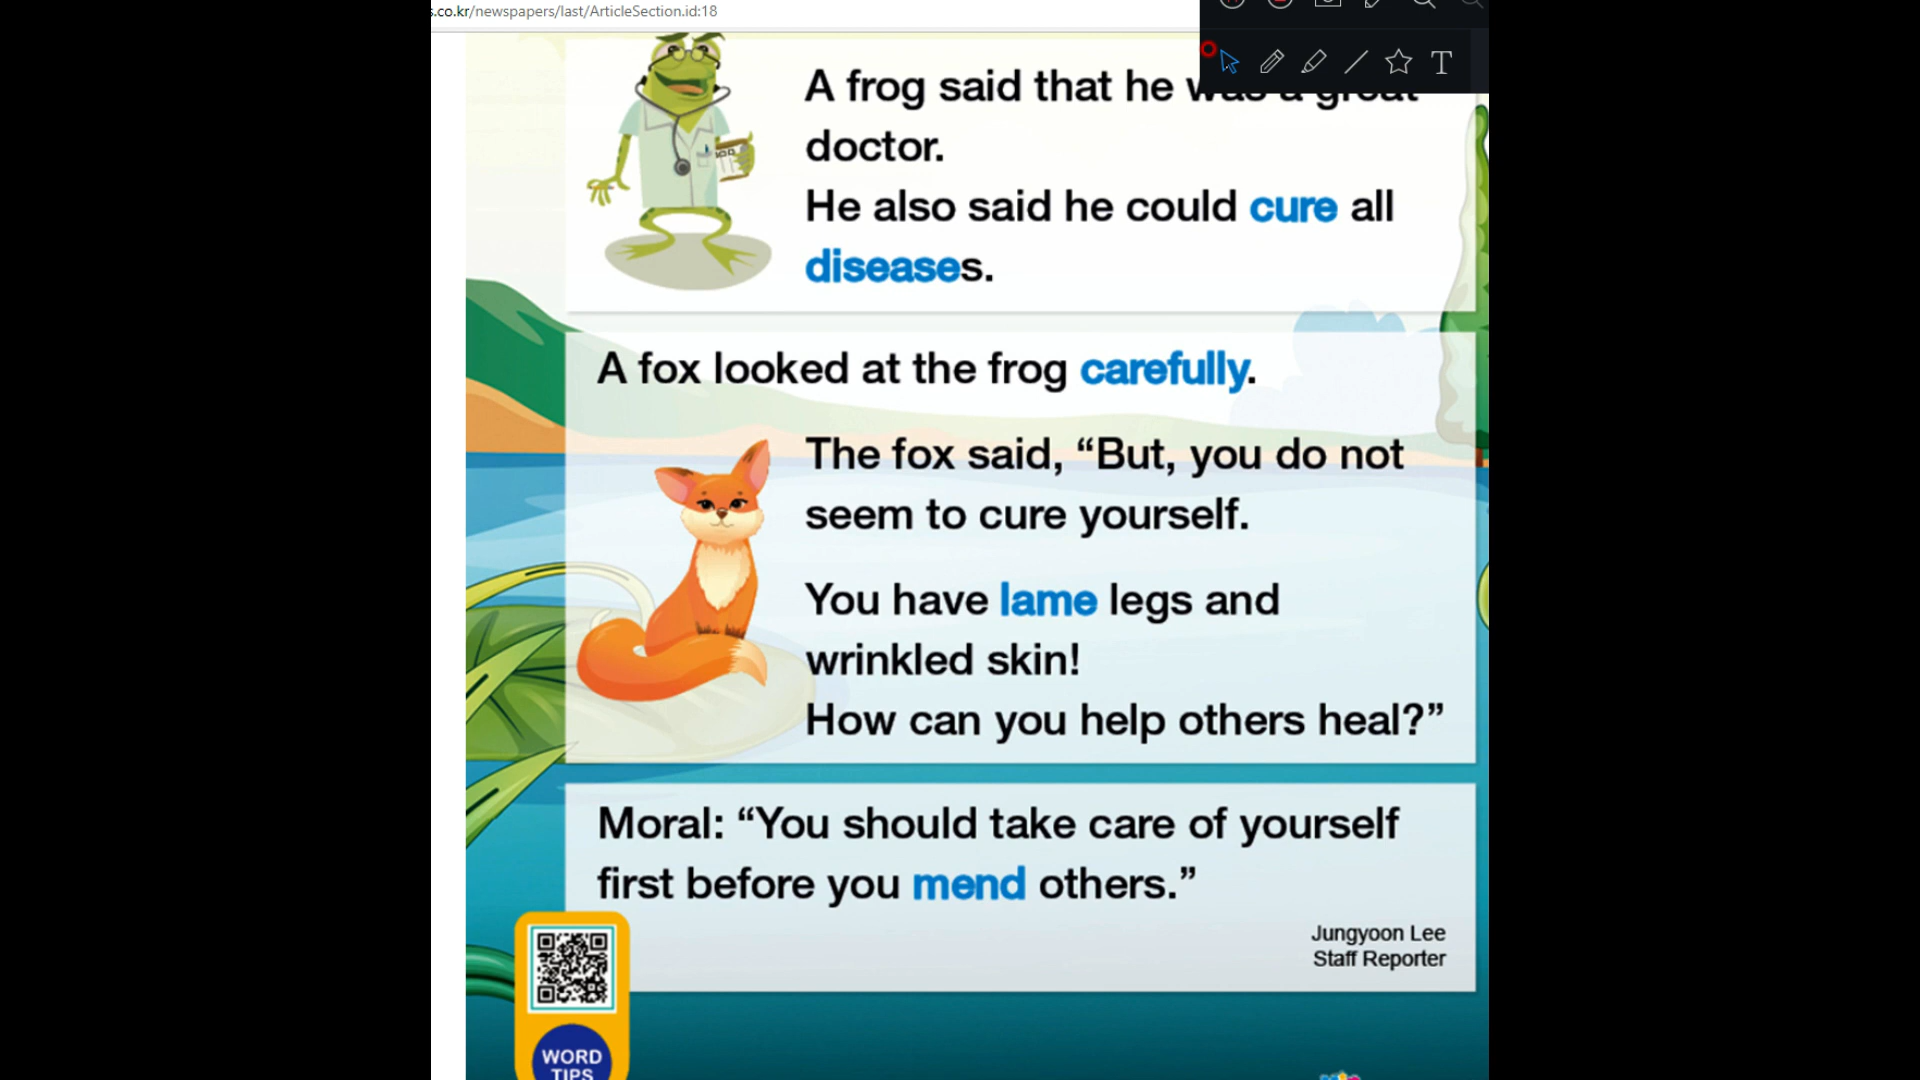 s.co.kr/newspapers/last/ArticleSection.id:18
T
A frog said that he was a great
doctor.
He also said he could cure all
diseases.
A fox looked at the frog carefully.
The fox said, “But, you do not
seem to cure yourself.
You have lame legs and
wrinkled skin!
How can you help others heal?”
Moral: “You should take care of yourself
first before you mend others.”
Jungyoon Lee
Staff Reporter
WORD
TIPS